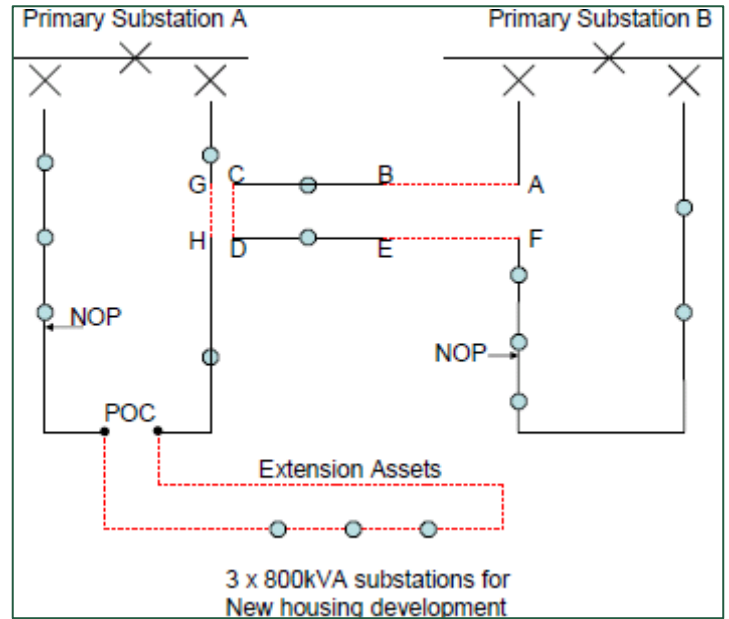 Primary Substation A
Primary Substation B
G
C
B
A
H
D
E
F
NOP
NOP
POC
Extension Assets
3 x 800kVA substations for
New housing development